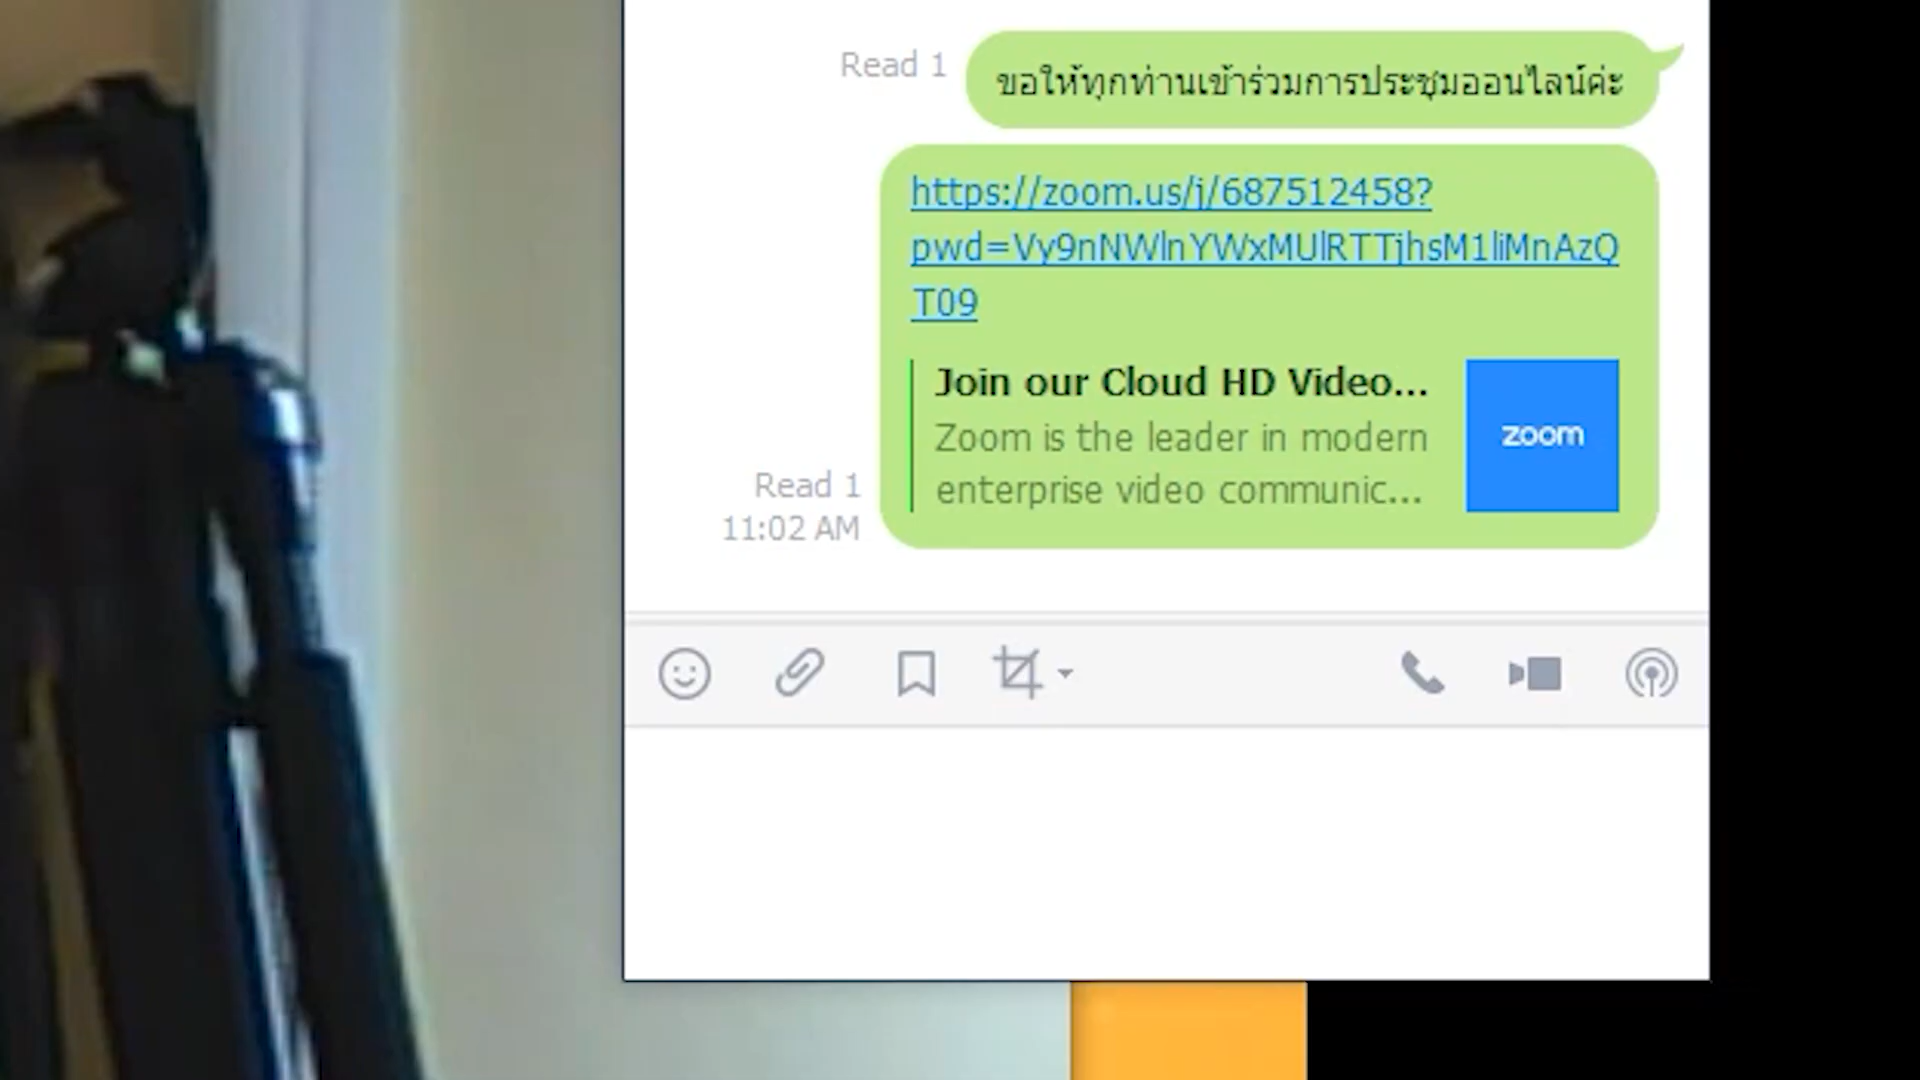 Read 1
ขอให้ทุกท่านเข้าร่วมการประชุมออนไลน์ค่ะ
https://zoom.us/j/687512458?
pwd=Vy9nNWlnYWxMUlRTTjhsM1liMnAzQ
T09
Join our Cloud HD Video...
Zoom is the leader in modern
enterprise video communic...
zoom
Read 1
11:02 AM